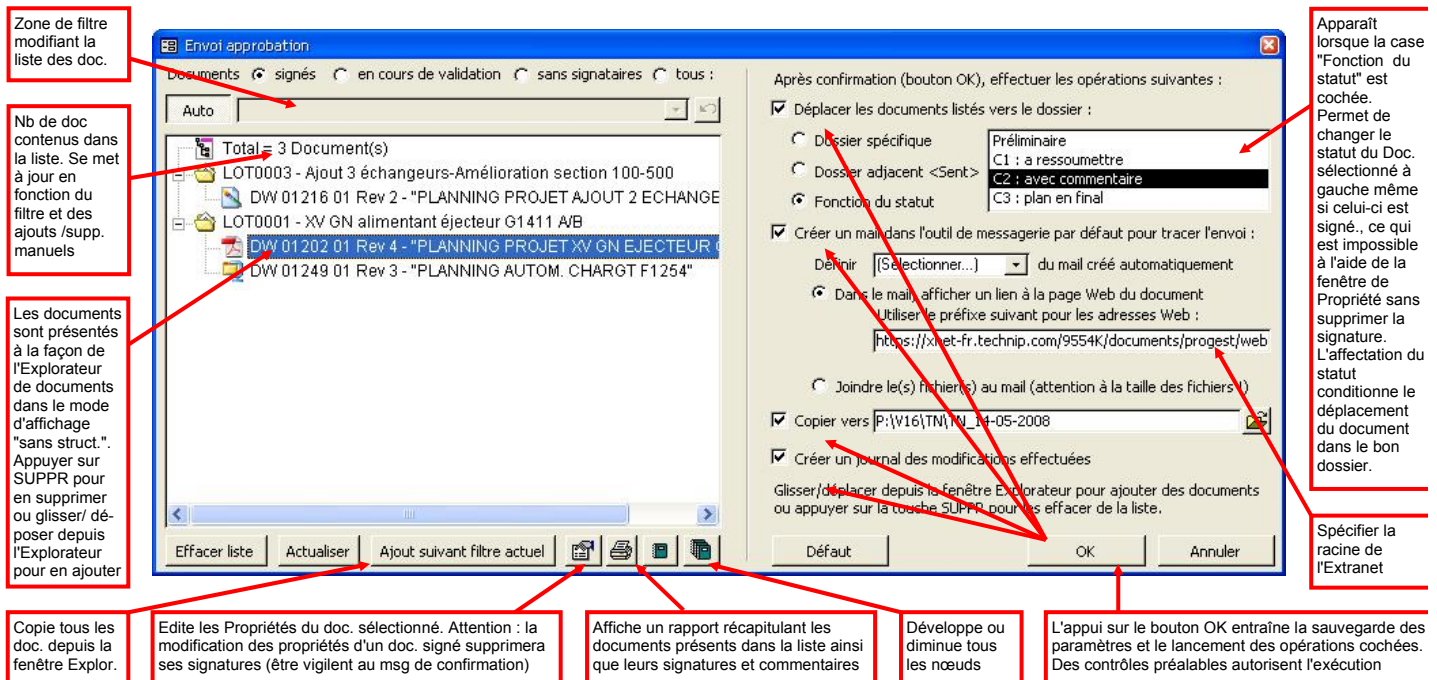 Zone de filtre
modifiant la
liste des doc.
Nb de doc
contenus dans
la liste. Se met
à jour en
fonction du
filtre et des
ajouts /supp.
manuels
Les documents
sont présentés
à la façon de
l'Explorateur
de documents
dans le mode
d'affichage
"sans struct.".
Appuyer sur
SUPPR pour
en supprimer
ou glisser/ dé-
poser depuis
l'Explorateur
pour en ajouter
Envoi approbation
Documents signés en cours de validation sans signataires tous :
Auto
Total = 3 Document(s)
LOT0003 - Ajout 3 échangeurs-Amélioration section 100-500
DW 01216 01 Rev 2 - "PLANNING PROJET AJOUT 2 ECHANGE
LOT0001 - XV GN alimentant éjecteur G1411 A/B
DW 01202 01 Rev 4 - "PLANNING PROJET XV GN EJECTEUR
DW 01249 01 Rev 3 - "PLANNING AUTOM. CHARGT F1254"
Effacer liste Actualiser Ajout suivant filtre actuel
Après confirmation (bouton OK), effectuer les opérations suivantes :
Déplacer les documents listés vers le dossier :
Dossier spécifique
Dossier adjacent <Sent>
Fonction du statut
Préliminaire
C1 : a ressoumettre
C2 : avec commentaire
C3 : plan en final
Créer un mail dans l'outil de messagerie par défaut pour tracer l'envoi :
Définir (Sélectionner...) du mail créé automatiquement
Dans le mail, afficher un lien à la page Web du document
Utiliser le préfixe suivant pour les adresses Web :
https://xnet-fr.technip.com/9554K/documents/progest/web
Joindre le(s) fichier(s) au mail (attention à la taille des fichiers !)
Copier vers P:\V16\TN\TN_14-05-2008
Créer un journal des modifications effectuées
Glisser/déplacer depuis la fenêtre Explorateur pour ajouter des documents
ou appuyer sur la touche SUPPR pour les effacer de la liste.
Défaut OK Annuler
Apparaît
lorsque la case
"Fonction du
statut" est
cochée.
Permet de
changer le
statut du Doc.
sélectionné à
gauche même
si celui-ci est
signé., ce qui
est impossible
à l'aide de la
fenêtre de
Propriété sans
supprimer la
signature.
L'affectation du
statut
conditionne le
déplacement
du document
dans le bon
dossier.
Spécifier la
racine de
l'Extranet
Copie tous les
doc. depuis la
fenêtre Explor.
Edite les Propriétés du doc. sélectionné. Attention : la
modification des propriétés d'un doc. signé supprimera
ses signatures (être vigilent au msg de confirmation)
Affiche un rapport récapitulant les
documents présents dans la liste ainsi
que leurs signatures et commentaires
Développe ou
diminue tous
les nœuds
L'appui sur le bouton OK entraîne la sauvegarde des
paramètres et le lancement des opérations cochées.
Des contrôles préalables autorisent l'exécution